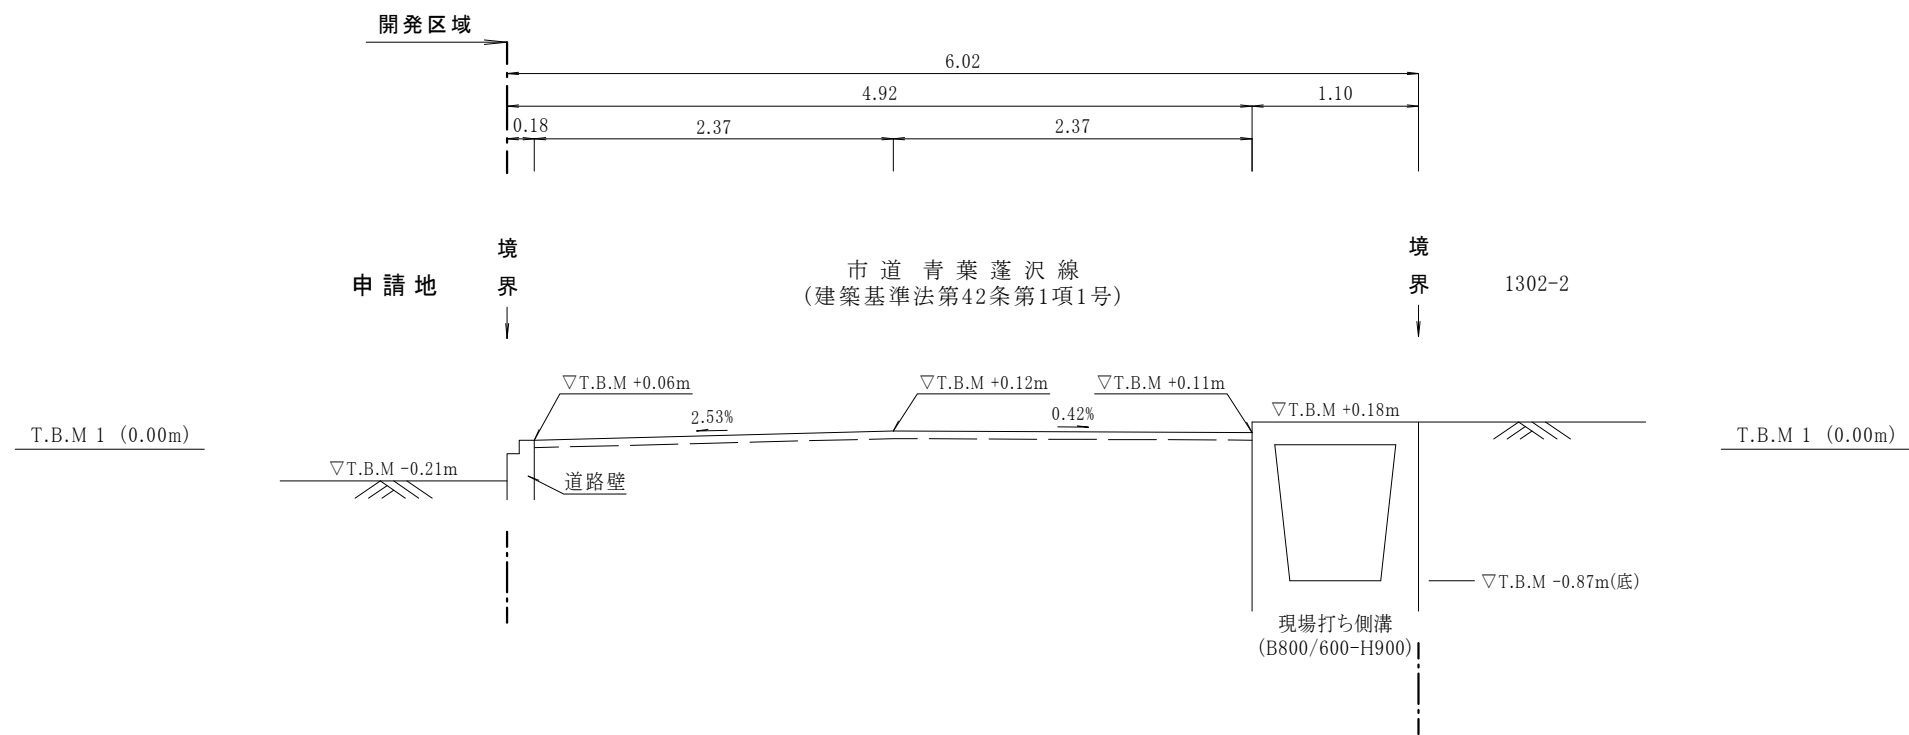 開発区域
6.02
4.92
1.10
0.18
2.37
2.37
境界
境界
申請地
市道 青葉蓬沢線
(建築基準法第42条第1項1号)
1302-2
▽T.B.M +0.06m
▽T.B.M +0.12m
▽T.B.M +0.11m
▽T.B.M +0.18m
2.53%
0.42%
T.B.M 1 (0.00m)
T.B.M 1 (0.00m)
▽T.B.M -0.21m
道路壁
▽T.B.M -0.87m(底)
現場打ち側溝
(B800/600-H900)